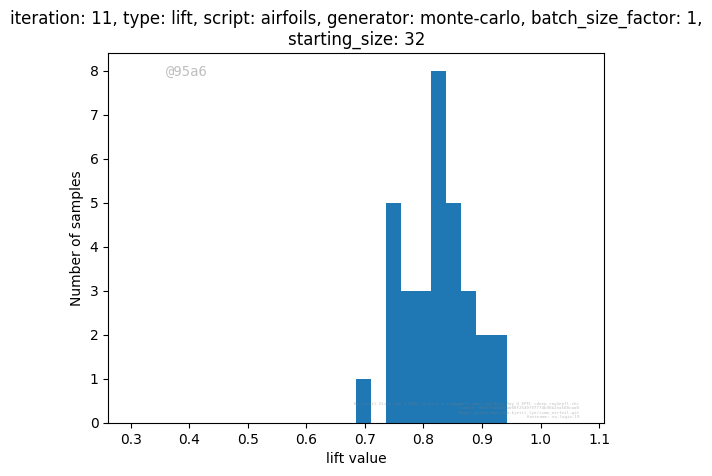 iteration: 11, type: lift, script: airfoils, generator: monte-carlo, batch_size_factor: 1,
starting_size: 32
@95a6
8
7
6
5
4
3
2
1
0
Number of samples
0.3 0.4 0.5 0.6 0.7 0.8 0.9 1.0 1.1
lift value